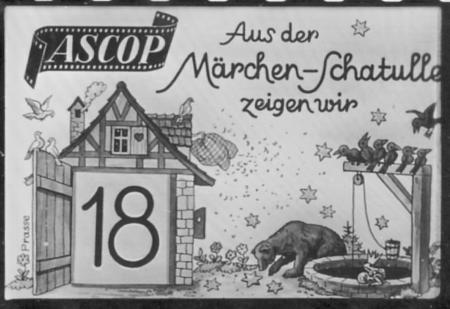 ASCOP
Aus der
Märchen-Schatulle
zeigen wir
18
Prasse